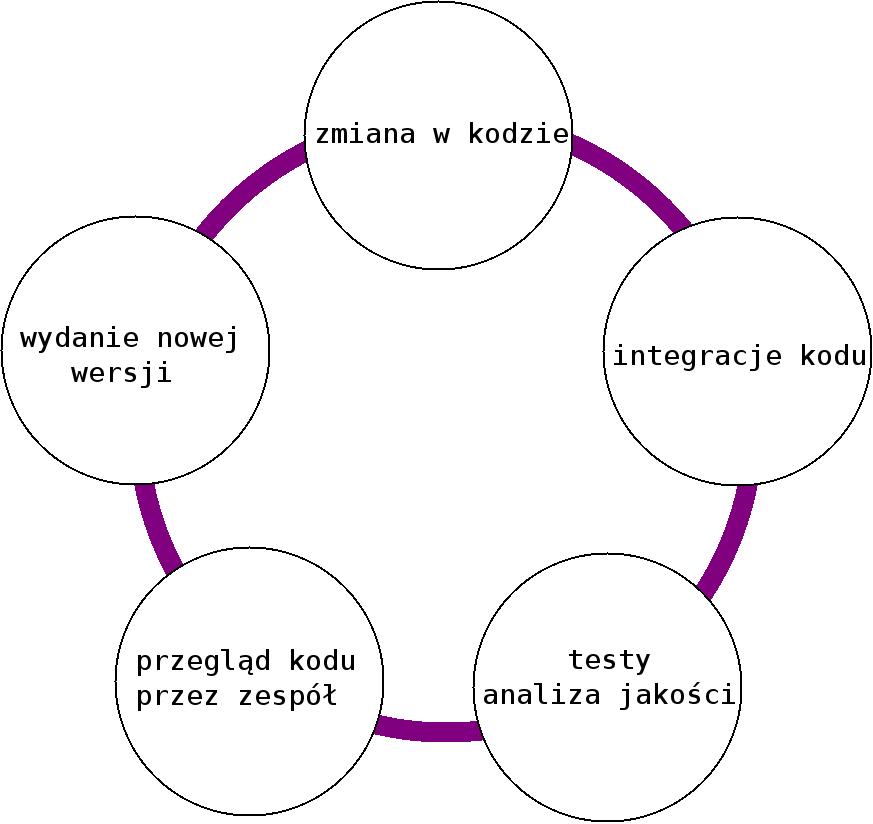 zmiana w kodzie
integracje kodu
testy
analiza jakości
przegląd kodu
przez zespół
wydanie nowej
wersji